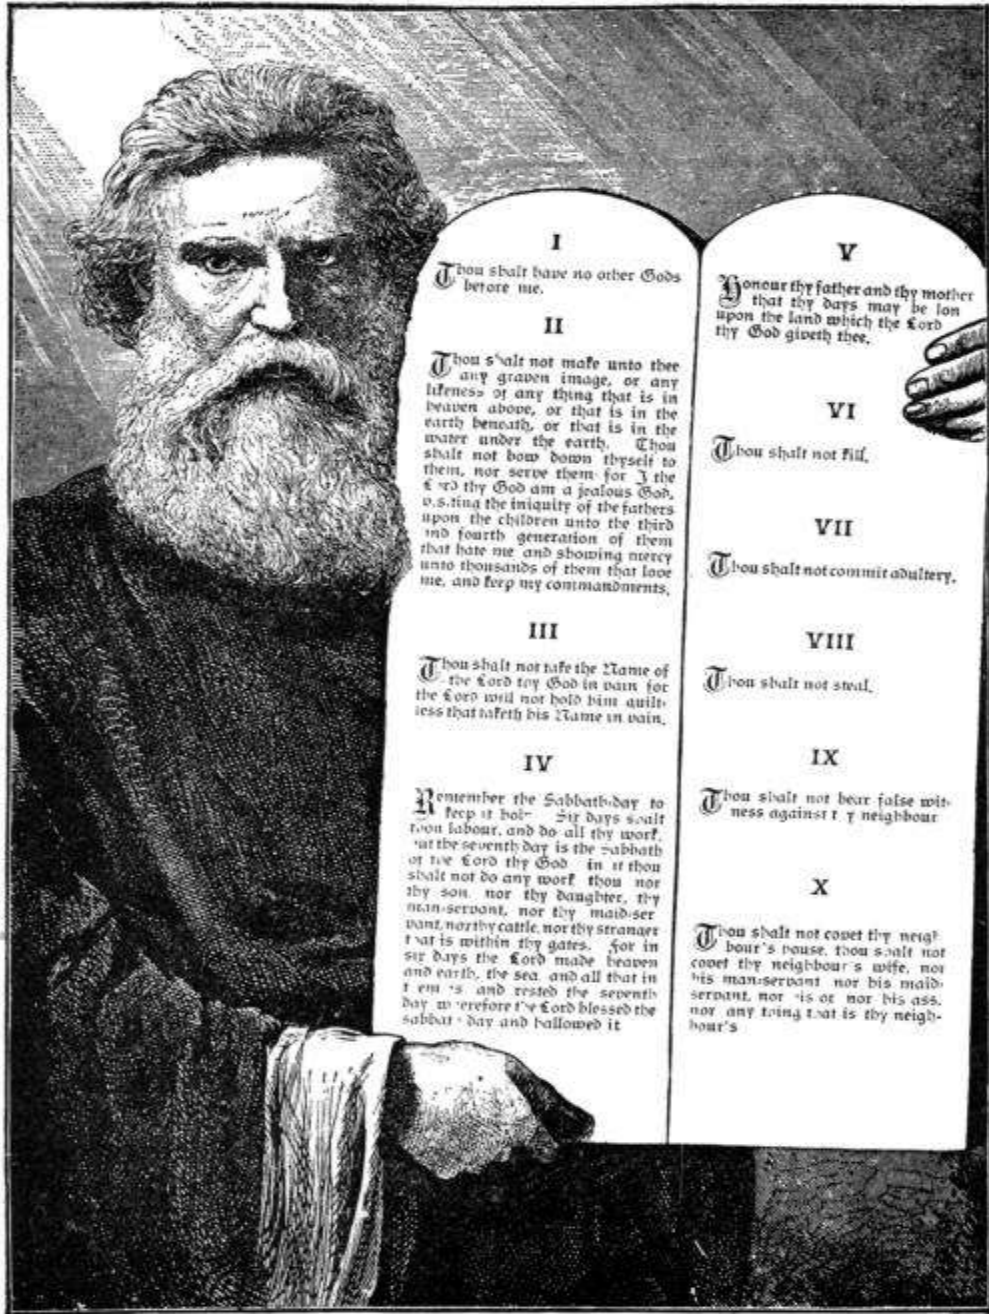 I
Thou shalt have no other Gods
before me.
II
Thou shalt not make unto thee
any graven image, or any
likeness of any thing that is in
heaven above, or that is in the
earth beneath, or that is in the
water under the earth. Thou
shalt not bow down thyself to
them, nor serve them for I the
Lord thy God am a jealous God,
visiting the iniquity of the fathers
upon the children unto the third
and fourth generation of them
that hate me and showing mercy
unto thousands of them that love
me, and keep my commandments.
III
Thou shalt not take the Name of
the Lord thy God in vain for
the Lord will not hold him guilt-
less that taketh his Name in vain.
IV
Remember the Sabbath-day to
keep it holy Six days shalt
thou labour, and do all thy work,
but the seventh day is the Sabbath
of the Lord thy God in it thou
shalt not do any work thou nor
thy son nor thy daughter, thy
man-servant, nor thy maid-ser
vant, nor thy cattle, nor thy stranger
that is within thy gates. For in
six days the Lord made heaven
and earth, the sea and all that in
them is and rested the seventh
day wherefore the Lord blessed the
sabbath day and hallowed it
V
Honour thy father and thy mother
that thy days may be lon
upon the land which the Lord
thy God giveth thee.
VI
Thou shalt not kill.
VII
Thou shalt not commit adultery.
VIII
Thou shalt not steal.
IX
Thou shalt not bear false wit-
ness against thy neighbour
X
Thou shalt not covet thy neigh
bour's house, thou shalt not
covet thy neighbour's wife, nor
his man-servant nor his maid-
servant, nor his ox nor his ass,
nor any thing that is thy neigh-
bour's